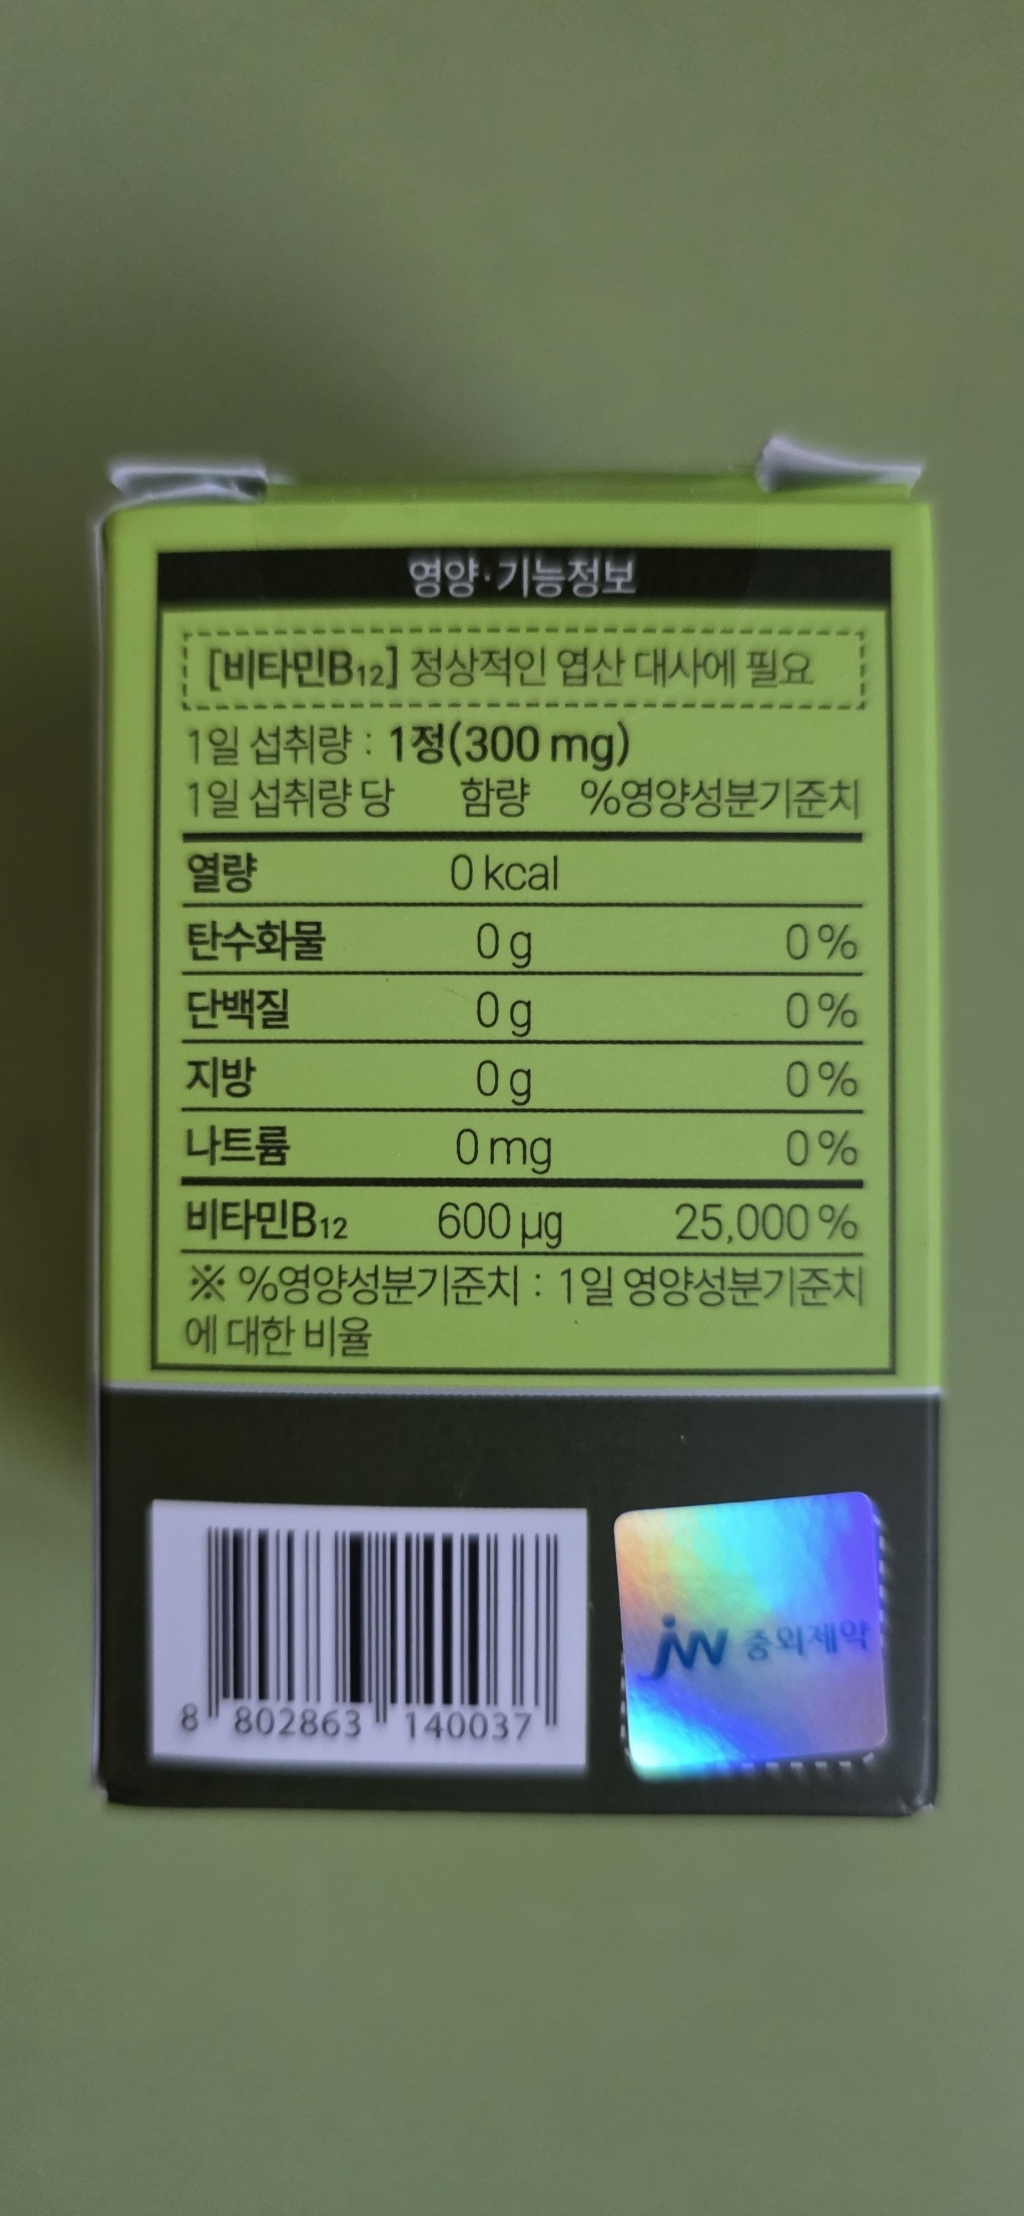 영양·기능정보
[비타민B₁₂] 정상적인 엽산 대사에 필요
1일 섭취량 : 1정(300 mg)
1일 섭취량 당 함량 %영양성분기준치
열량 0 kcal
탄수화물 0 g 0 %
단백질 0 g 0 %
지방 0 g 0 %
나트륨 0 mg 0 %
비타민B₁₂ 600 µg 25,000 %
※ %영양성분기준치 : 1일 영양성분기준치
에 대한 비율
8 802863 140037
jw 중외제약